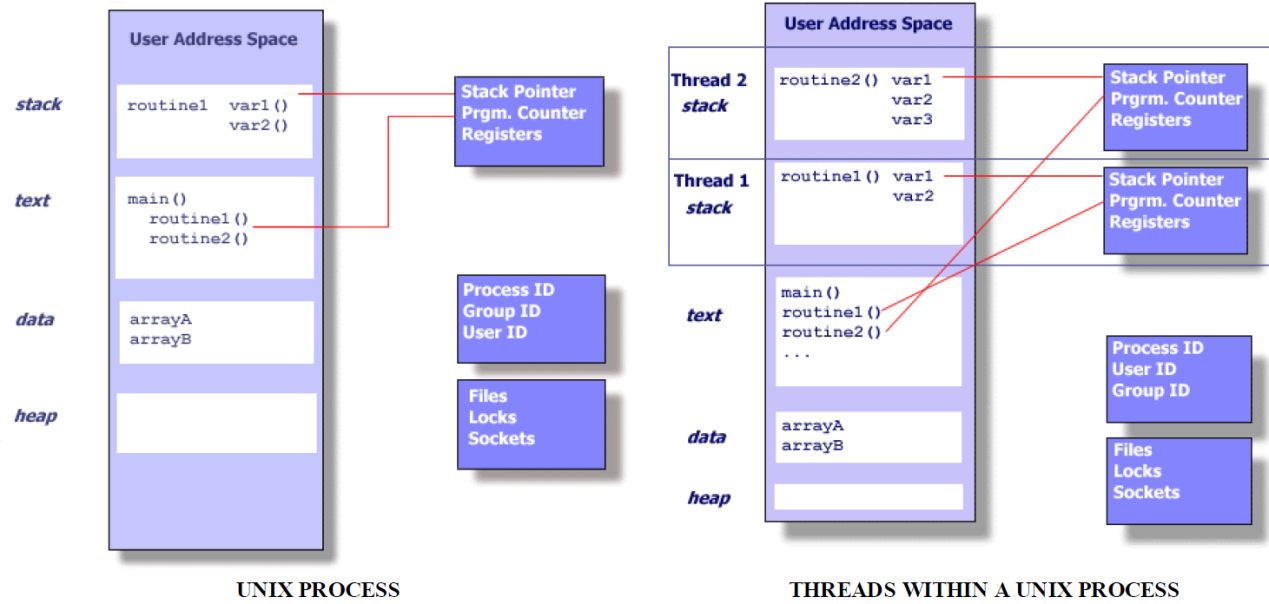 User Address Space
stack
routine1 var1()
var2()
Stack Pointer
Prgm. Counter
Registers
text
main()
routine1()
routine2()
data
arrayA
arrayB
Process ID
Group ID
User ID
heap
Files
Locks
Sockets
UNIX PROCESS
User Address Space
Thread 2
stack
routine2() var1
var2
var3
Stack Pointer
Prgrm. Counter
Registers
Thread 1
stack
routine1() var1
var2
Stack Pointer
Prgrm. Counter
Registers
text
main()
routine1()
routine2()
...
Process ID
User ID
Group ID
data
arrayA
arrayB
Files
Locks
Sockets
heap
THREADS WITHIN A UNIX PROCESS